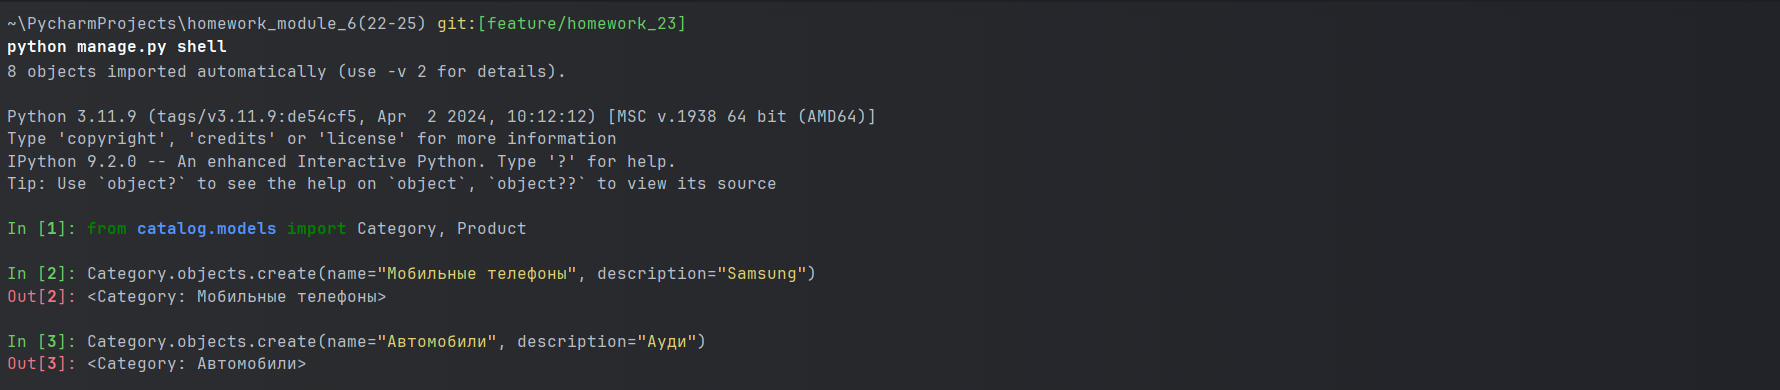 ~\PycharmProjects\homework_module_6(22-25) git:[feature/homework_23]
python manage.py shell
8 objects imported automatically (use -v 2 for details).
Python 3.11.9 (tags/v3.11.9:de54cf5, Apr  2 2024, 10:12:12) [MSC v.1938 64 bit (AMD64)]
Type 'copyright', 'credits' or 'license' for more information
IPython 9.2.0 -- An enhanced Interactive Python. Type '?' for help.
Tip: Use `object?` to see the help on `object`, `object??` to view its source
In [1]: from catalog.models import Category, Product
In [2]: Category.objects.create(name="Мобильные телефоны", description="Samsung")
Out[2]: <Category: Мобильные телефоны>
In [3]: Category.objects.create(name="Автомобили", description="Ауди")
Out[3]: <Category: Автомобили>